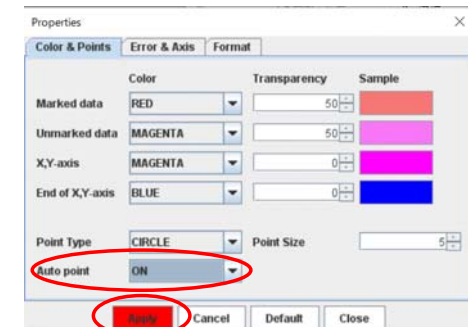 Properties
Color & Points Error & Axis Format
Color Transparency Sample
Marked data RED 50
Unmarked data MAGENTA 50
X,Y-axis MAGENTA 0
End of X,Y-axis BLUE 0
Point Type CIRCLE Point Size 5
Auto point ON
Apply Cancel Default Close